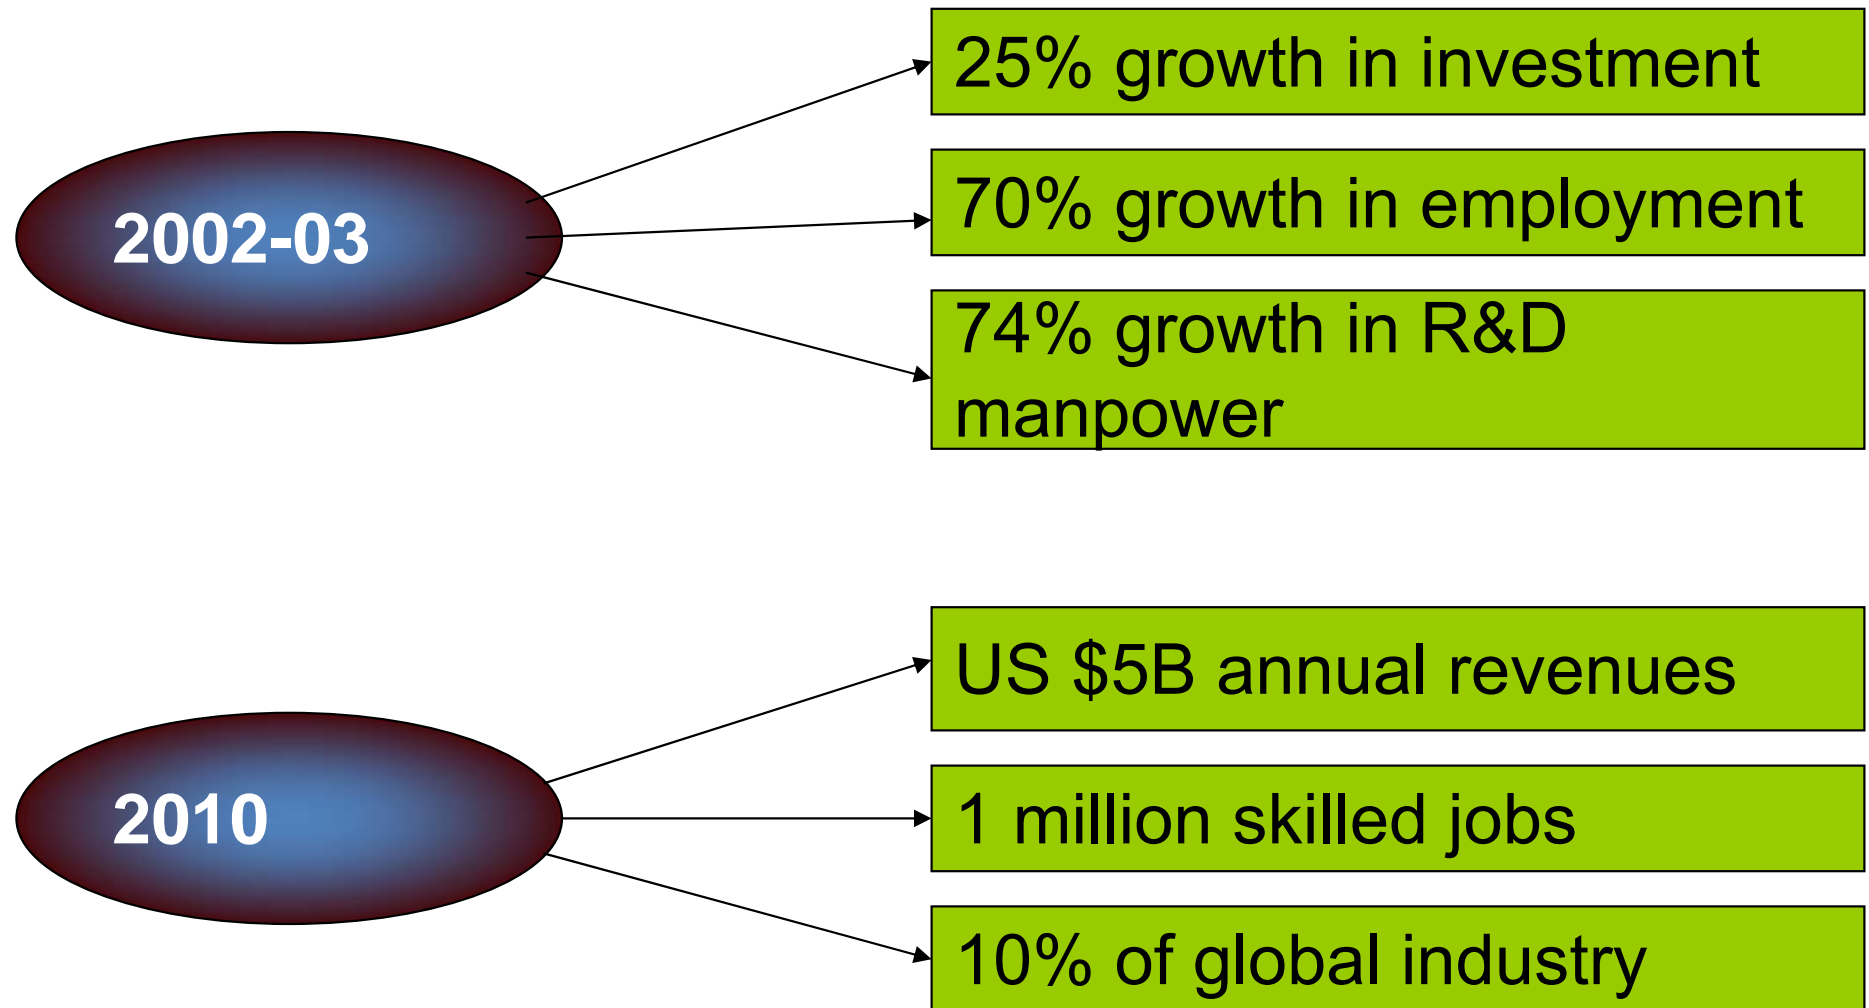 2002-03
25% growth in investment
70% growth in employment
74% growth in R&D
manpower
2010
US $5B annual revenues
1 million skilled jobs
10% of global industry